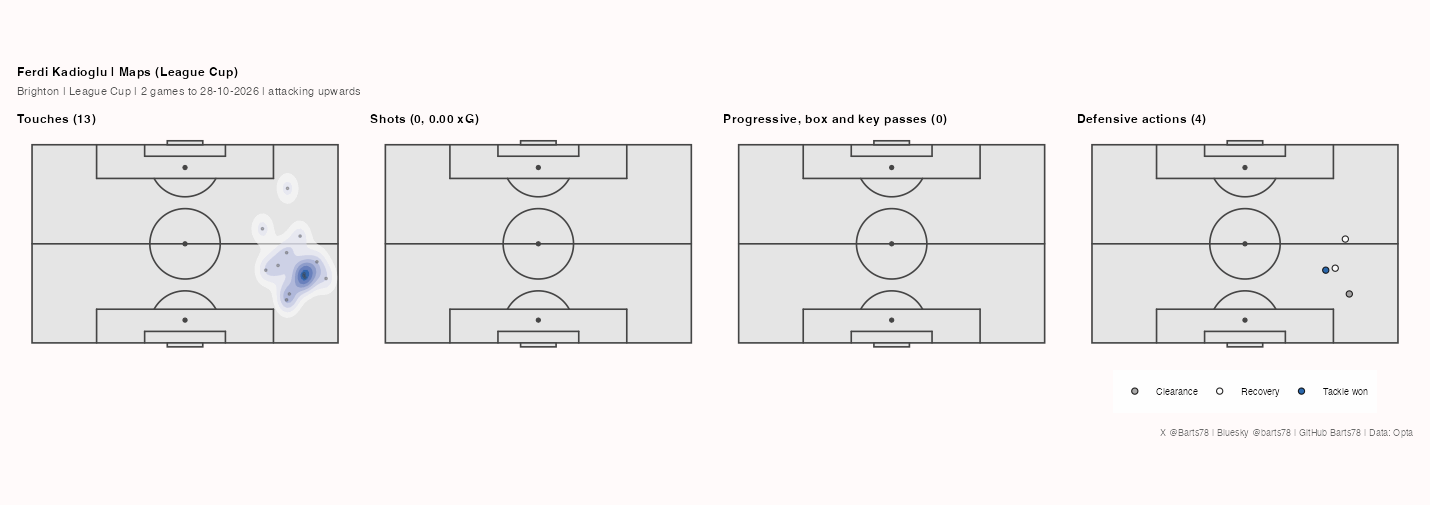 Ferdi Kadioglu | Maps (League Cup)
Brighton | League Cup | 2 games to 28-10-2026 | attacking upwards
Touches (13)
Shots (0, 0.00 xG)
Progressive, box and key passes (0)
Defensive actions (4)
Clearance
Recovery
Tackle won
X @Barts78 | Bluesky @barts78 | GitHub Barts78 | Data: Opta